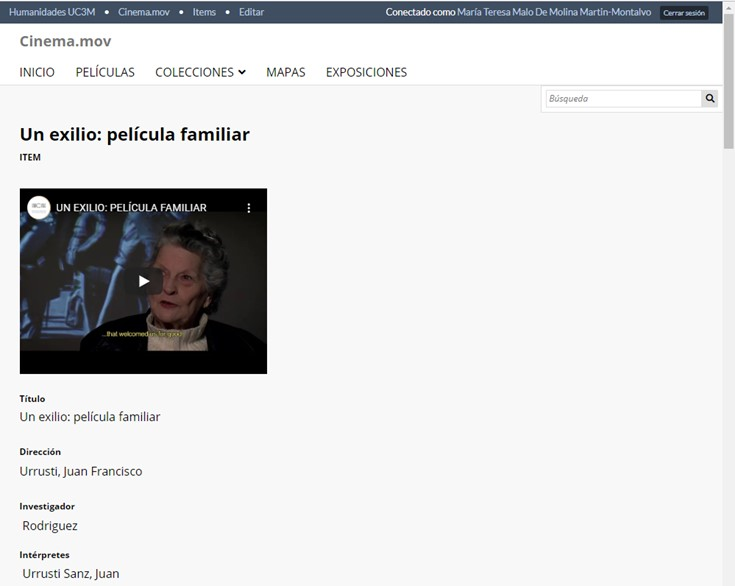 Humanidades UC3M • Cinema.mov • Items • Editar Conectado como María Teresa Malo De Molina Martin-Montalvo Cerrar sesión
Cinema.mov
INICIO PELÍCULAS COLECCIONES MAPAS EXPOSICIONES
Búsqueda
Un exilio: película familiar
ITEM
UN EXILIO: PELÍCULA FAMILIAR
...that welcomed us
Título
Un exilio: película familiar
Dirección
Urrusti, Juan Francisco
Investigador
Rodriguez
Intérpretes
Urrusti Sanz, Juan